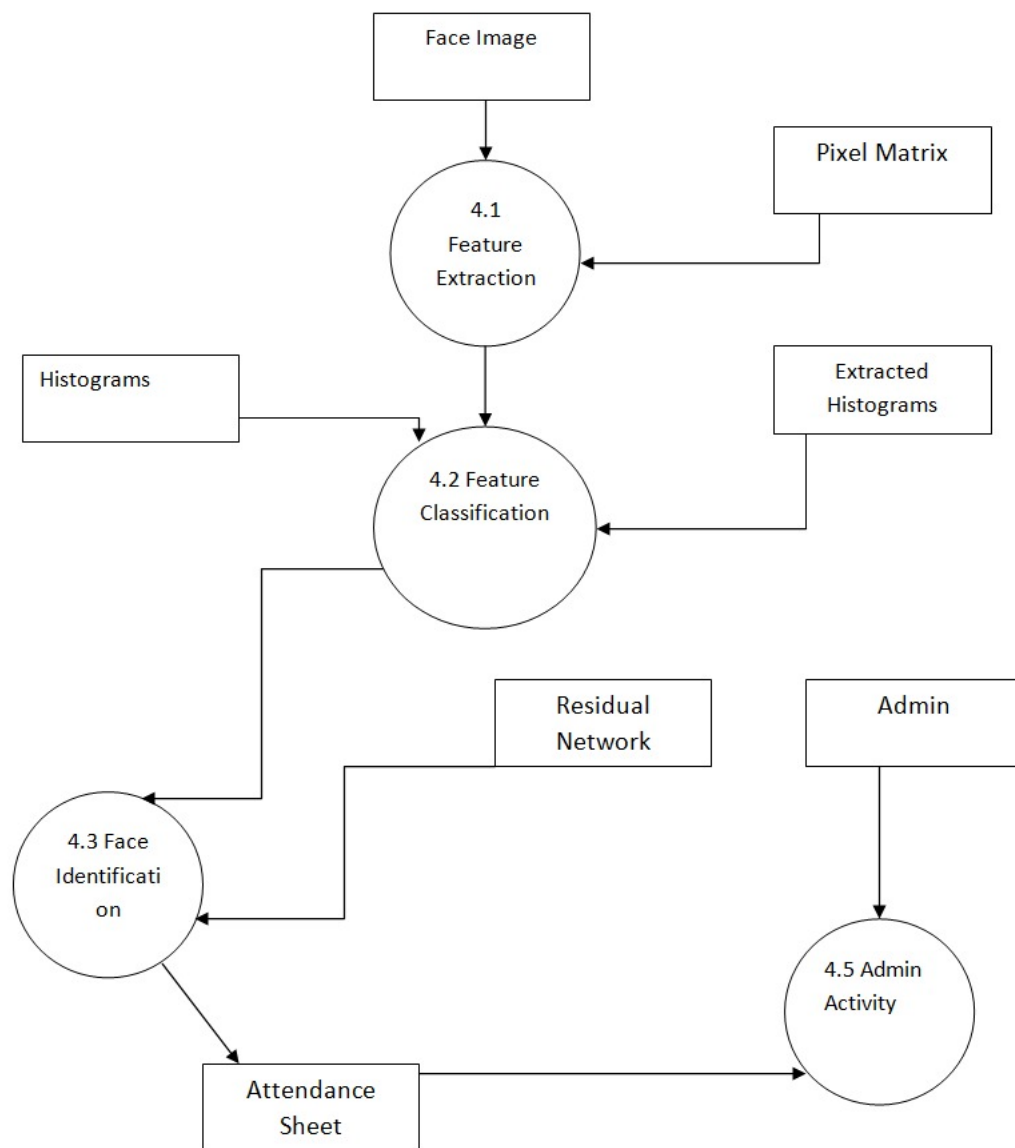 Face Image
Pixel Matrix
4.1
Feature
Extraction
Histograms
Extracted
Histograms
4.2 Feature
Classification
Residual
Network
Admin
4.3 Face
Identificati
on
4.5 Admin
Activity
Attendance
Sheet